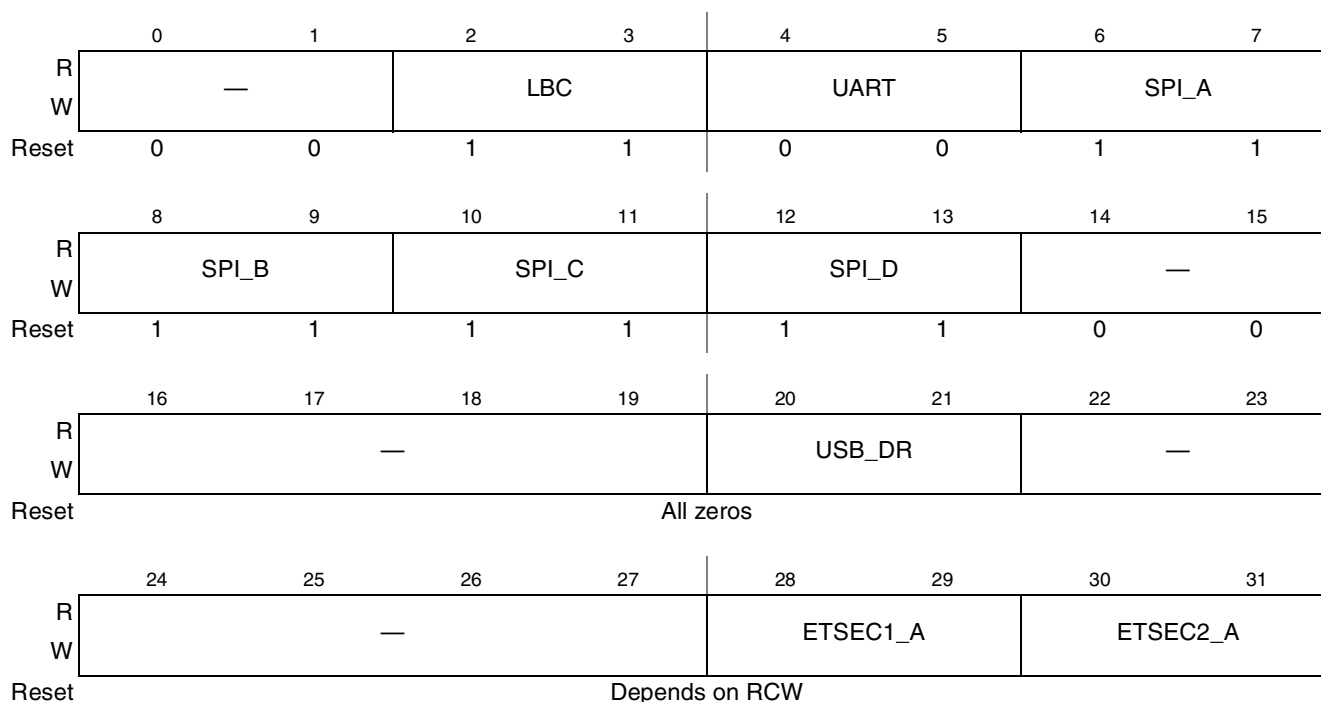 0 1 2 3 4 5 6 7
R
W
— LBC UART SPI_A
Reset 0 0 1 1 0 0 1 1
8 9 10 11 12 13 14 15
R
W
SPI_B SPI_C SPI_D —
Reset 1 1 1 1 1 1 0 0
16 17 18 19 20 21 22 23
R
W
— USB_DR —
Reset All zeros
24 25 26 27 28 29 30 31
R
W
— ETSEC1_A ETSEC2_A
Reset Depends on RCW